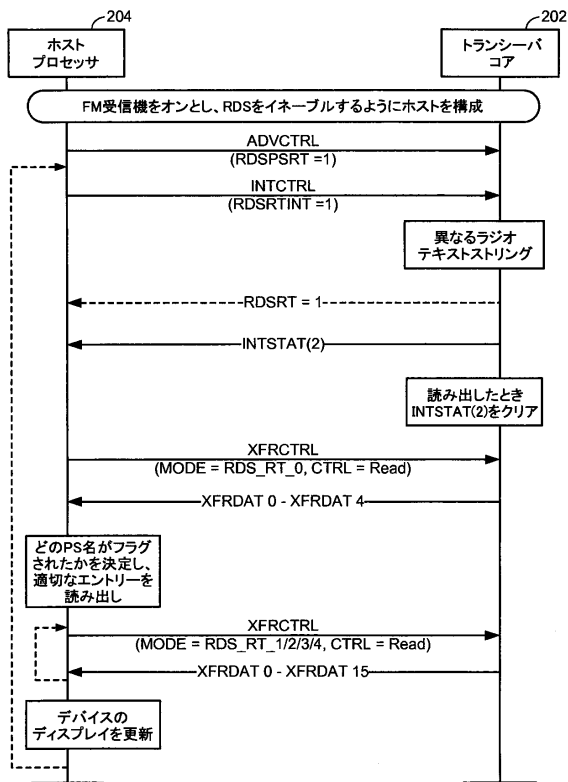 204
202
ホスト
プロセッサ
トランシーバ
コア
FM受信機をオンとし、RDSをイネーブルするようにホストを構成
ADVCTRL
(RDSPSRT =1)
INTCTRL
(RDSRTINT =1)
異なるラジオ
テキストストリング
RDSRT = 1
INTSTAT(2)
読み出したとき
INTSTAT(2)をクリア
XFRCTRL
(MODE = RDS_RT_0, CTRL = Read)
XFRDAT 0 - XFRDAT 4
どのPS名がフラグ
されたかを決定し、
適切なエントリーを
読み出し
XFRCTRL
(MODE = RDS_RT_1/2/3/4, CTRL = Read)
XFRDAT 0 - XFRDAT 15
デバイスの
ディスプレイを更新